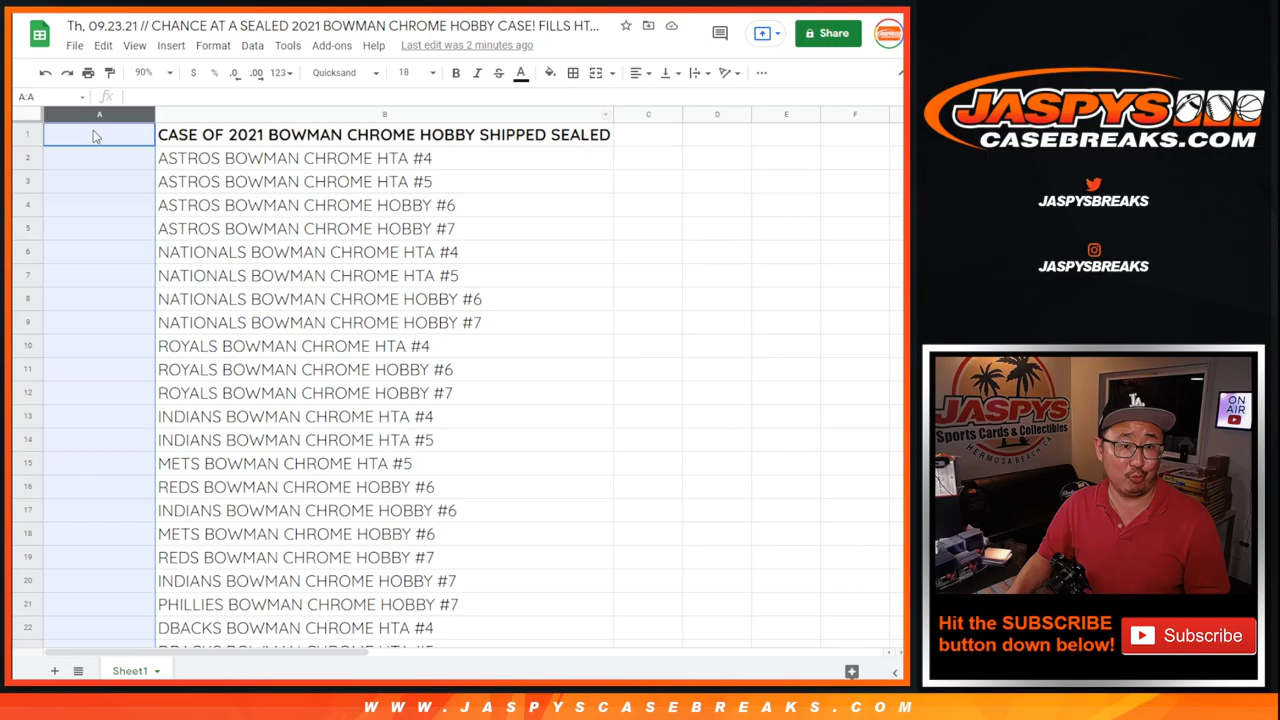 Th, 09.23.21 // CHANCE AT A SEALED 2021 BOWMAN CHROME HOBBY CASE! FILLS HT...
File Edit View Insert Format Data Tools Add-ons Help Last edit was 2 minutes ago
Share
90% $ % .0 .00 123 Quicksand 18 B I S A
A:A fx
A B C D E F
1 CASE OF 2021 BOWMAN CHROME HOBBY SHIPPED SEALED
2 ASTROS BOWMAN CHROME HTA #4
3 ASTROS BOWMAN CHROME HTA #5
4 ASTROS BOWMAN CHROME HOBBY #6
5 ASTROS BOWMAN CHROME HOBBY #7
6 NATIONALS BOWMAN CHROME HTA #4
7 NATIONALS BOWMAN CHROME HTA #5
8 NATIONALS BOWMAN CHROME HOBBY #6
9 NATIONALS BOWMAN CHROME HOBBY #7
10 ROYALS BOWMAN CHROME HTA #4
11 ROYALS BOWMAN CHROME HOBBY #6
12 ROYALS BOWMAN CHROME HOBBY #7
13 INDIANS BOWMAN CHROME HTA #4
14 INDIANS BOWMAN CHROME HTA #5
15 METS BOWMAN CHROME HTA #5
16 REDS BOWMAN CHROME HOBBY #6
17 INDIANS BOWMAN CHROME HOBBY #6
18 METS BOWMAN CHROME HOBBY #6
19 REDS BOWMAN CHROME HOBBY #7
20 INDIANS BOWMAN CHROME HOBBY #7
21 PHILLIES BOWMAN CHROME HOBBY #7
22 DBACKS BOWMAN CHROME HTA #4
Sheet1
JASPYS
CASEBREAKS.COM
JASPYSBREAKS
JASPYSBREAKS
JASPYS
Sports Cards & Collectibles
HERMOSA BEACH CA
LA
ON
AIR
Hit the SUBSCRIBE
button down below!
Subscribe
WWW.JASPYSCASEBREAKS.COM